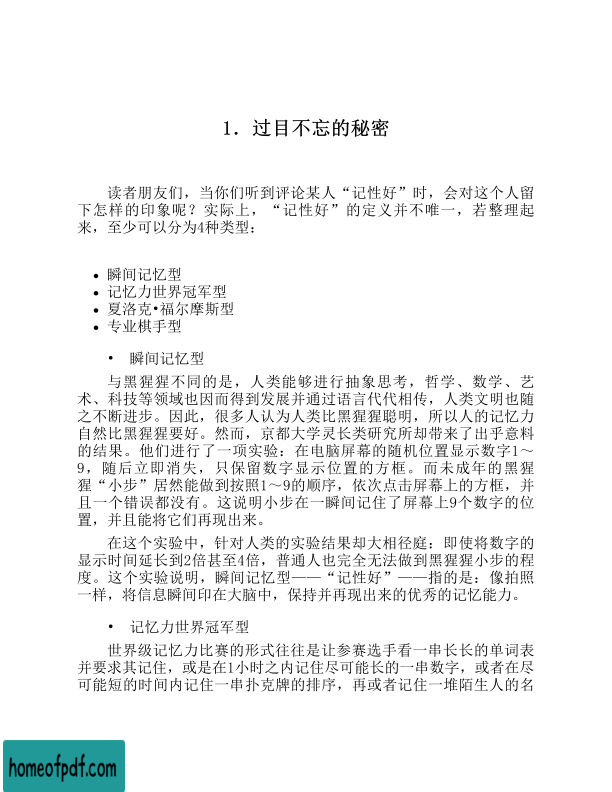 1. 过目不忘的秘密
读者朋友们，当你们听到评论某人“记性好”时，会对这个人留
下怎样的印象呢？实际上，“记性好”的定义并不唯一，若整理起
来，至少可以分为4种类型：
• 瞬间记忆型
• 记忆力世界冠军型
• 夏洛克•福尔摩斯型
• 专业棋手型
• 瞬间记忆型
与黑猩猩不同的是，人类能够进行抽象思考，哲学、数学、艺
术、科技等领域也因而得到发展并通过语言代代相传，人类文明也随
之不断进步。因此，很多人认为人类比黑猩猩聪明，所以人的记忆力
自然比黑猩猩要好。然而，京都大学灵长类研究所却带来了出乎意料
的结果。他们进行了一项实验：在电脑屏幕的随机位置显示数字1～
9，随后立即消失，只保留数字显示位置的方框。而未成年的黑猩
猩“小步”居然能做到按照1～9的顺序，依次点击屏幕上的方框，并
且一个错误都没有。这说明小步在一瞬间记住了屏幕上9个数字的位
置，并且能将它们再现出来。
在这个实验中，针对人类的实验结果却大相径庭：即使将数字的
显示时间延长到2倍甚至4倍，普通人也完全无法做到黑猩猩小步的程
度。这个实验说明，瞬间记忆型——“记性好”——指的是：像拍照
一样，将信息瞬间印在大脑中，保持并再现出来的优秀的记忆能力。
• 记忆力世界冠军型
世界级记忆力比赛的形式往往是让参赛选手看一串长长的单词表
并要求其记住，或是在1小时之内记住尽可能长的一串数字，或者在尽
可能短的时间内记住一串扑克牌的排序，再或者记住一堆陌生人的名
homeofpdf.com